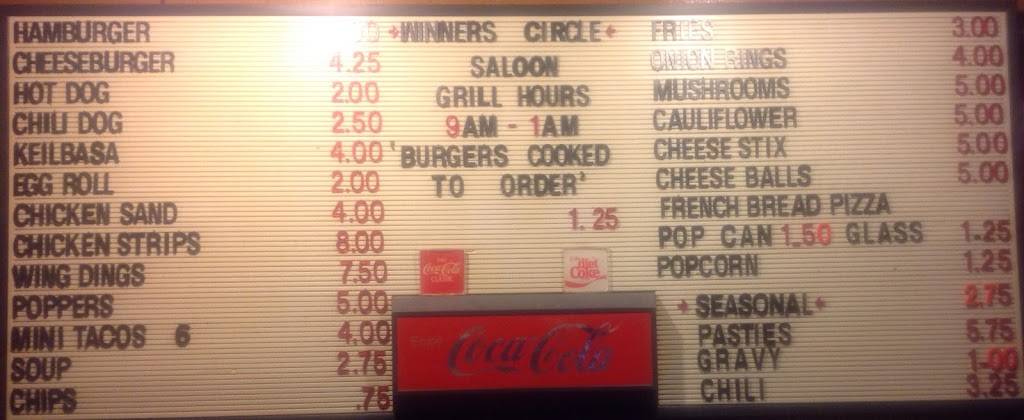 HAMBURGER
CHEESEBURGER 4.25
HOT DOG 2.00
CHILI DOG 2.50
KEILBASA 4.00
EGG ROLL 2.00
CHICKEN SAND 4.00
CHICKEN STRIPS 8.00
WING DINGS 7.50
POPPERS 5.00
MINI TACOS 6 4.00
SOUP 2.75
CHIPS .75
WINNERS CIRCLE
SALOON
GRILL HOURS
9AM - 1AM
'BURGERS COOKED
TO ORDER'
1.25
Coca-Cola CLASSIC
diet Coke
Enjoy Coca-Cola
FRIES 3.00
ONION RINGS 4.00
MUSHROOMS 5.00
CAULIFLOWER 5.00
CHEESE STIX 5.00
CHEESE BALLS 5.00
FRENCH BREAD PIZZA
POP CAN 1.50 GLASS 1.25
POPCORN 1.25
SEASONAL 2.75
PASTIES 5.75
GRAVY 1.00
CHILI 3.25